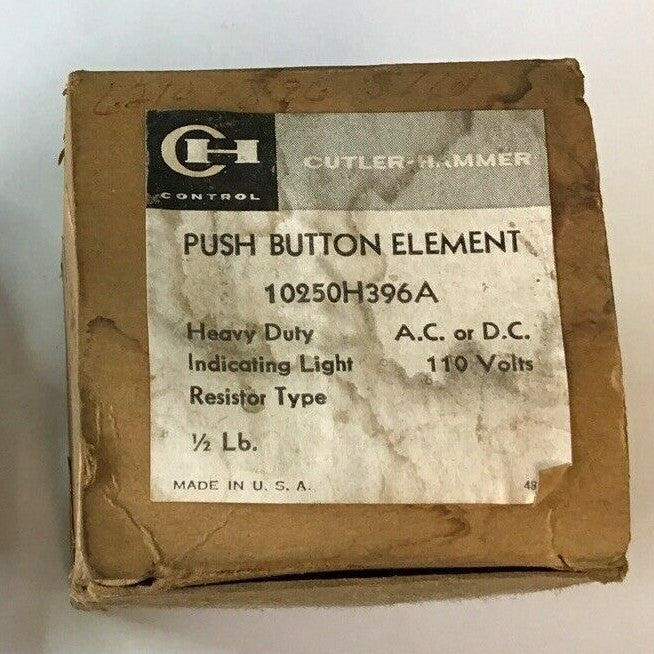 CH
CONTROL
CUTLER-HAMMER
PUSH BUTTON ELEMENT
10250H396A
Heavy Duty A.C. or D.C.
Indicating Light 110 Volts
Resistor Type
½ Lb.
MADE IN U. S. A. 48